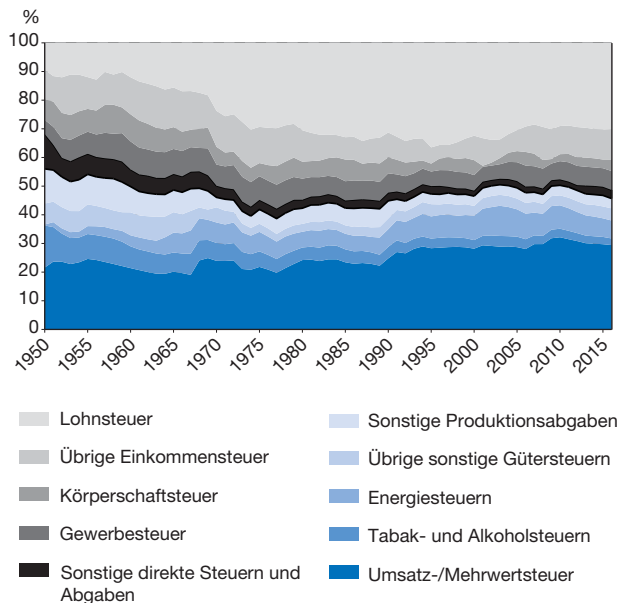 %
100
90
80
70
60
50
40
30
20
10
0
1950 1955 1960 1965 1970 1975 1980 1985 1990 1995 2000 2005 2010 2015
Lohnsteuer
Übrige Einkommensteuer
Körperschaftsteuer
Gewerbesteuer
Sonstige direkte Steuern und
Abgaben
Sonstige Produktionsabgaben
Übrige sonstige Gütersteuern
Energiesteuern
Tabak- und Alkoholsteuern
Umsatz-/Mehrwertsteuer